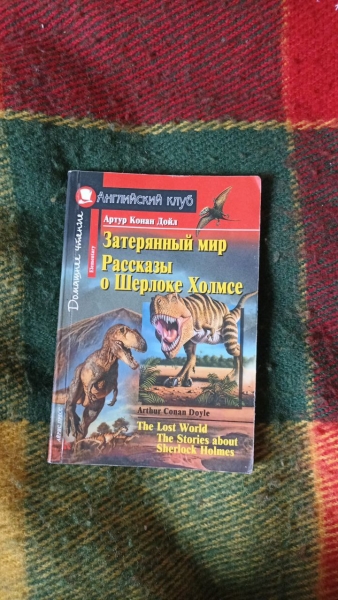 Английский клуб
Домашнее чтение
Elementary
Артур Конан Дойл
Затерянный мир
Рассказы
о Шерлоке Холмсе
Arthur Conan Doyle
The Lost World
The Stories about
Sherlock Holmes